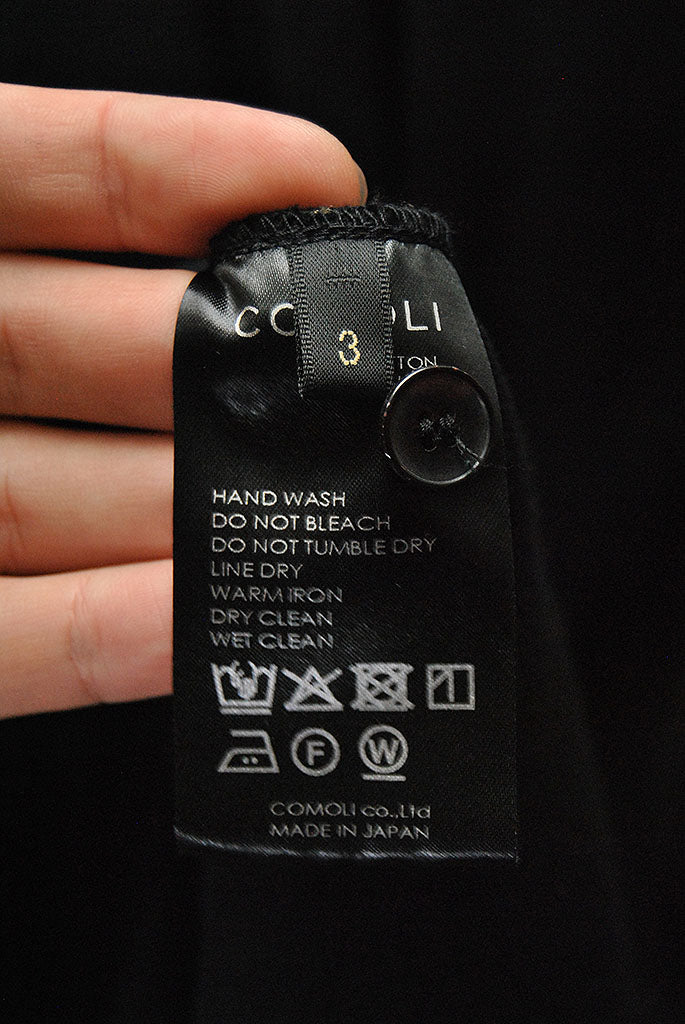 CO OLI
3
TON
HAND WASH
DO NOT BLEACH
DO NOT TUMBLE DRY
LINE DRY
WARM IRON
DRY CLEAN
WET CLEAN
F
W
COMOLI co.,Ltd
MADE IN JAPAN